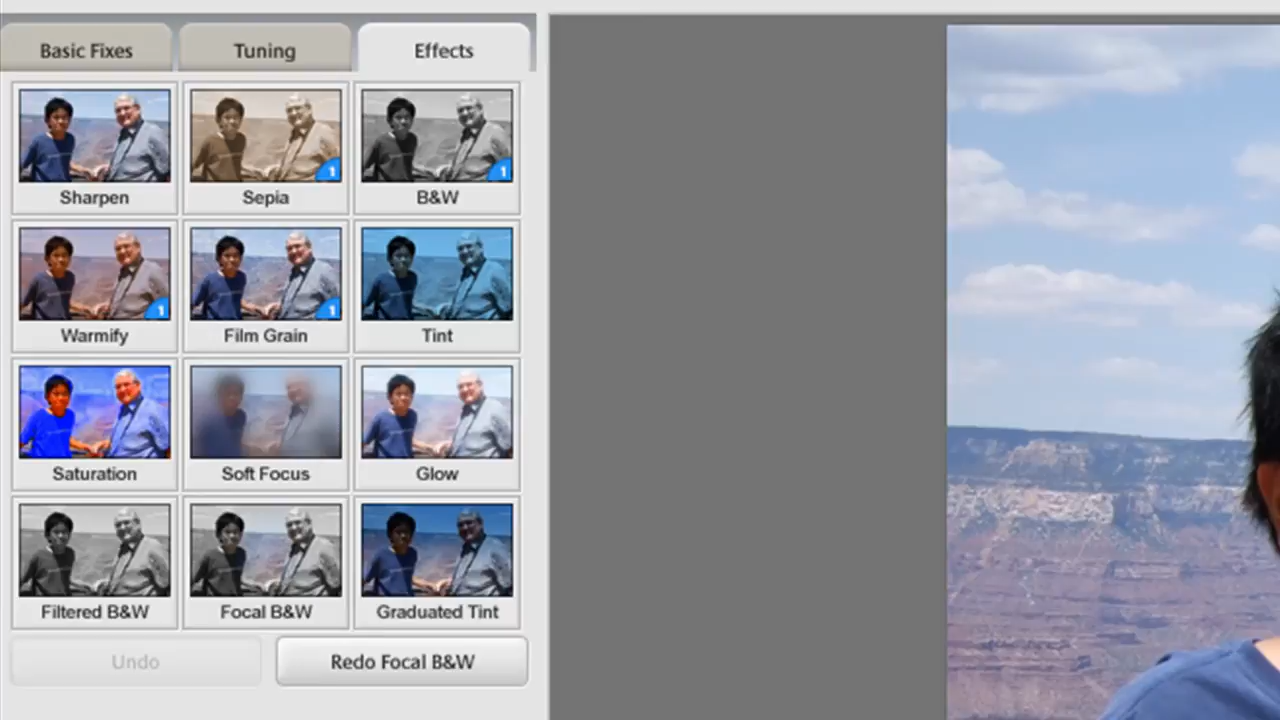 Basic Fixes Tuning Effects
Sharpen Sepia 1 B&W 1
Warmify 1 Film Grain 1 Tint
Saturation Soft Focus Glow
Filtered B&W Focal B&W Graduated Tint
Undo Redo Focal B&W